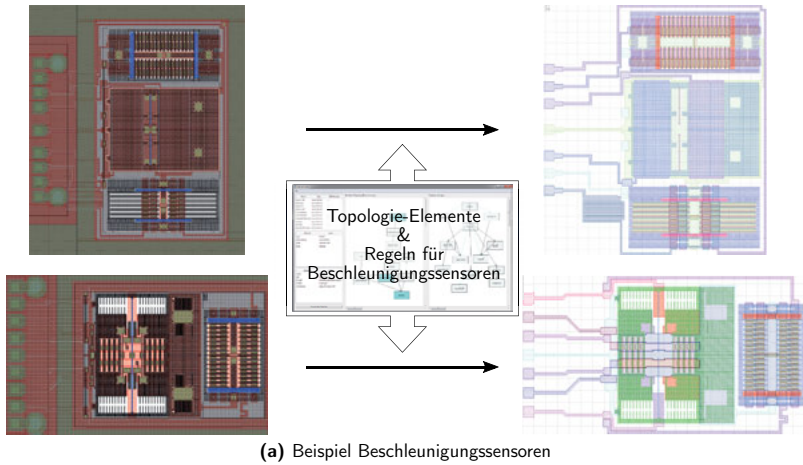 Topologie-Elemente
&
Regeln für
Beschleunigungssensoren
(a) Beispiel Beschleunigungssensoren